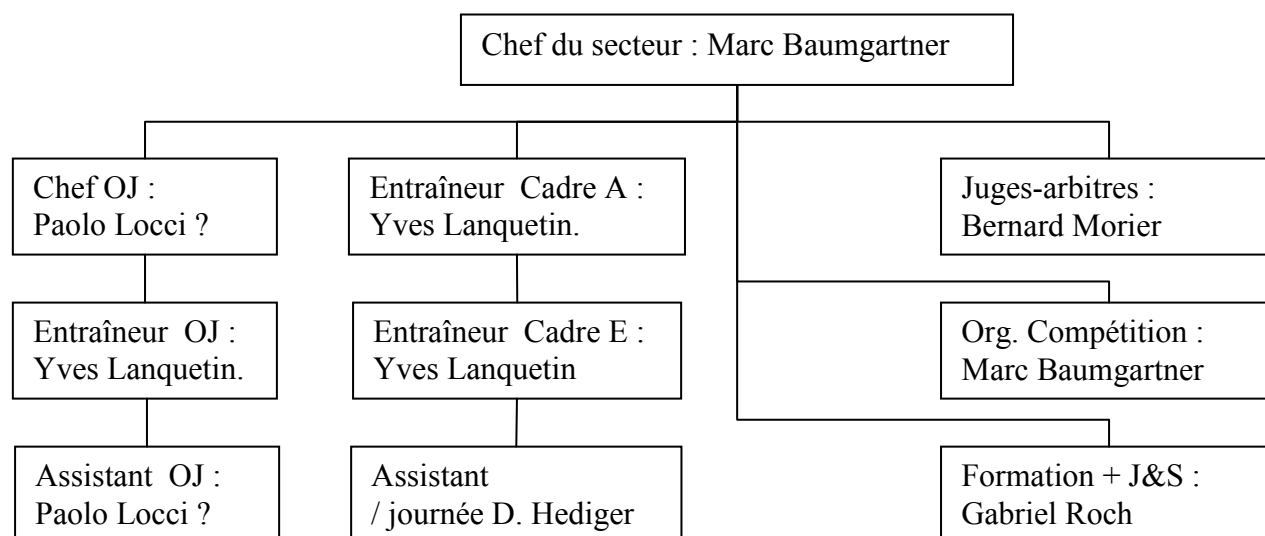 Chef du secteur : Marc Baumgartner
Chef OJ :
Paolo Locci ?
Entraîneur  Cadre A :
Yves Lanquetin.
Juges-arbitres :
Bernard Morier
Entraîneur  OJ :
Yves Lanquetin.
Entraîneur  Cadre E :
Yves Lanquetin
Org. Compétition :
Marc Baumgartner
Assistant  OJ :
Paolo Locci ?
Assistant
/ journée D. Hediger
Formation + J&S :
Gabriel Roch